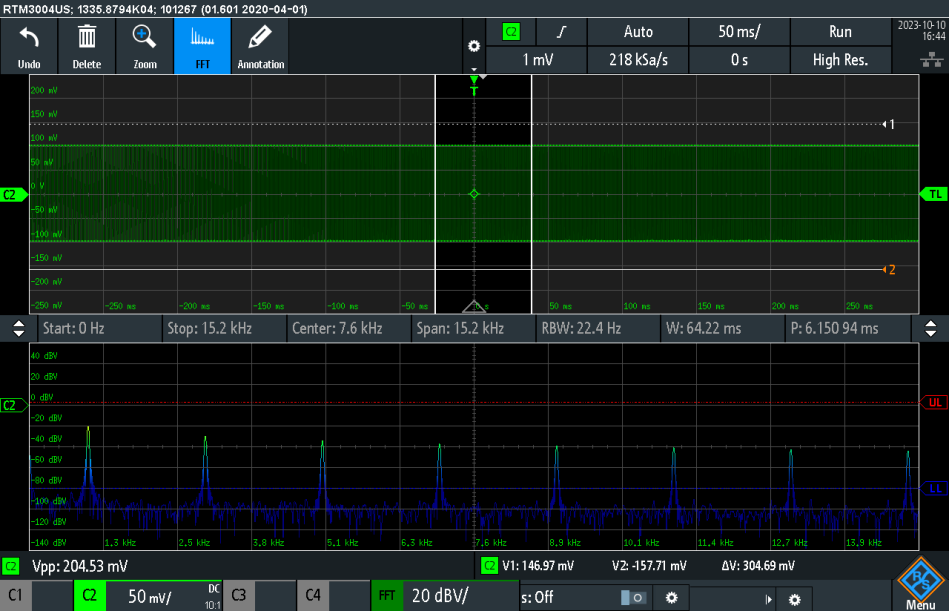 RTM3004US; 1335.8794K04; 101267 (01.601 2020-04-01)
Undo
Delete
Zoom
FFT
Annotation
C2
Auto
50 ms/
Run
1 mV
218 kSa/s
0 s
High Res.
2023-10-10
16:44
200 mV
150 mV
100 mV
50 mV
0 V
-50 mV
-100 mV
-150 mV
-200 mV
-250 mV
T
1
2
C2
TL
-250 ms
-200 ms
-150 ms
-100 ms
-50 ms
0 s
50 ms
100 ms
150 ms
200 ms
250 ms
Start: 0 Hz
Stop: 15.2 kHz
Center: 7.6 kHz
Span: 15.2 kHz
RBW: 22.4 Hz
W: 64.22 ms
P: 6.150 94 ms
40 dBV
20 dBV
0 dBV
-20 dBV
-40 dBV
-60 dBV
-80 dBV
-100 dBV
-120 dBV
-140 dBV
C2
UL
LL
1.3 kHz
2.5 kHz
3.8 kHz
5.1 kHz
6.3 kHz
7.6 kHz
8.9 kHz
10.1 kHz
11.4 kHz
12.7 kHz
13.9 kHz
C2
Vpp: 204.53 mV
C2
V1: 146.97 mV
V2: -157.71 mV
ΔV: 304.69 mV
C1
C2
50 mV/
DC
10:1
C3
C4
FFT
20 dBV/
s: Off
R&S
Menu